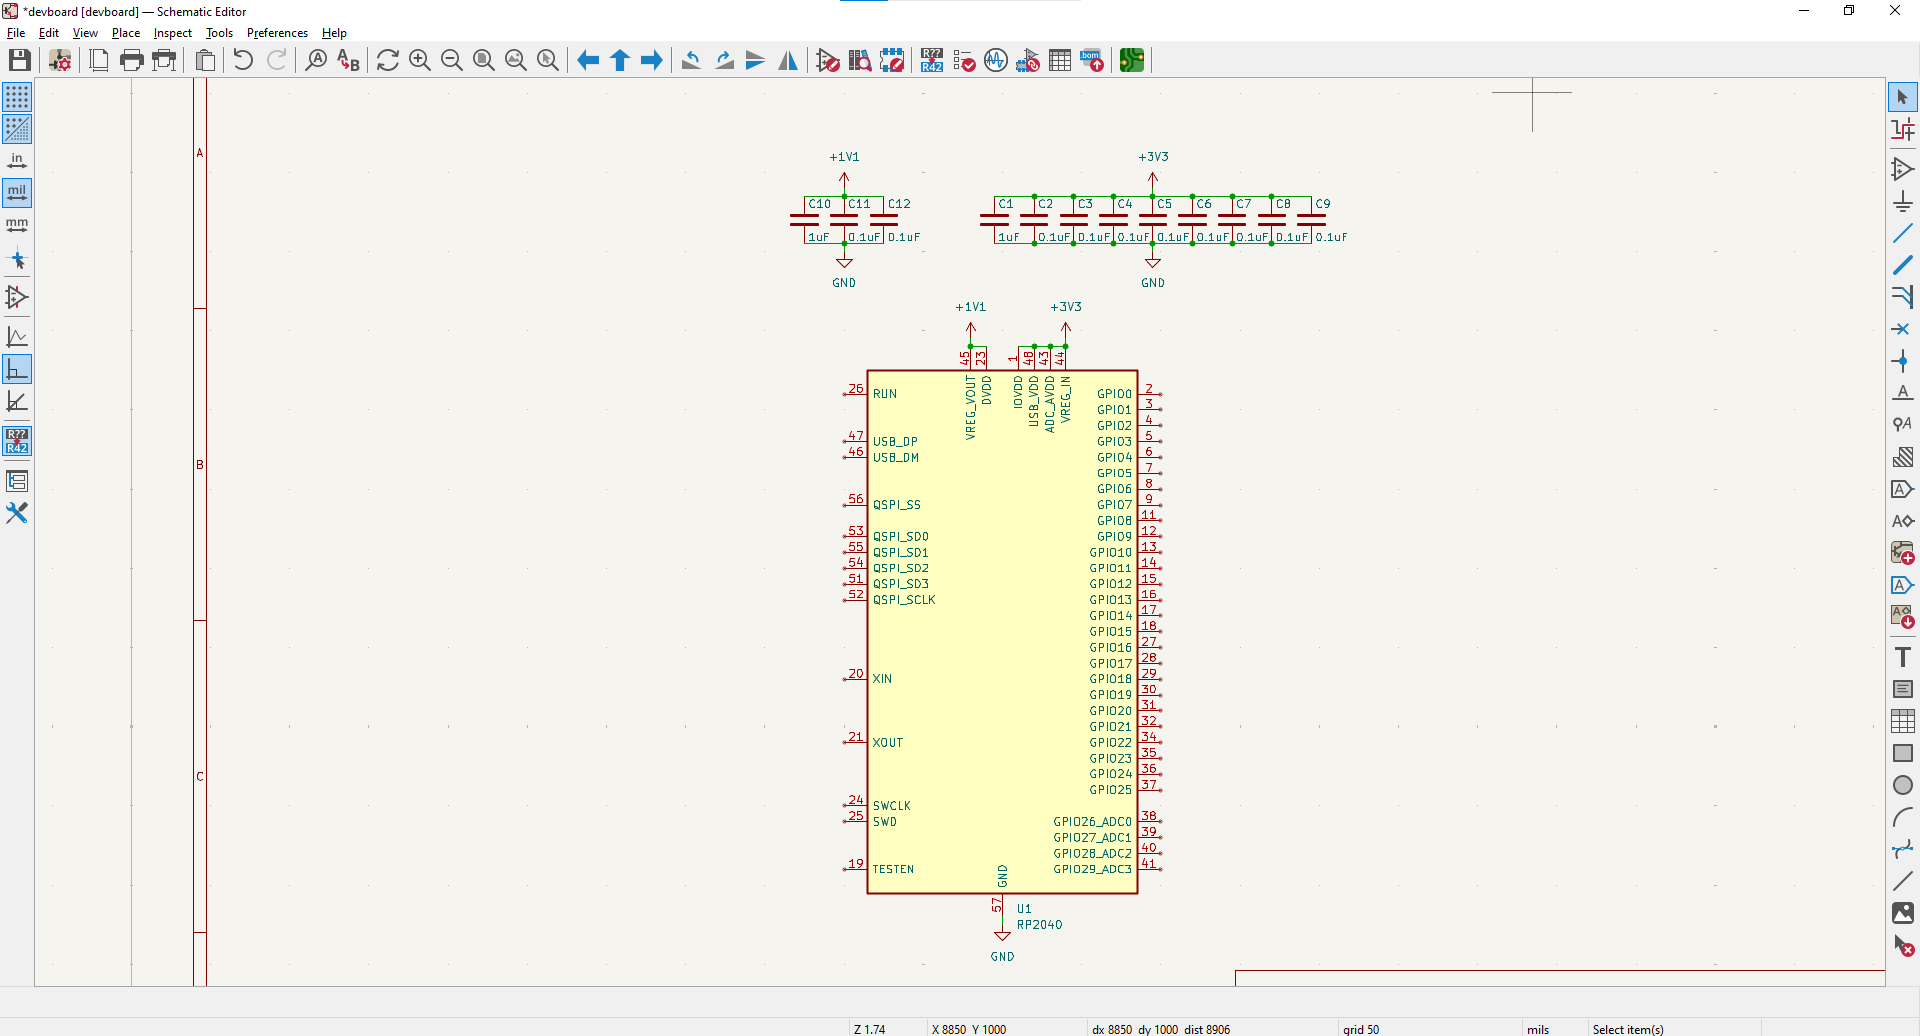 *devboard [devboard] — Schematic Editor
File Edit View Place Inspect Tools Preferences Help
A
B
R??
R42
bom
in
mil
mm
R??
R42
A
B
C
+1V1
C10 C11 C12
1uF 0.1uF 0.1uF
GND
+3V3
C1 C2 C3 C4 C5 C6 C7 C8 C9
1uF 0.1uF 0.1uF 0.1uF 0.1uF 0.1uF 0.1uF 0.1uF 0.1uF
GND
+1V1 +3V3
45 23 1 48 43 44
VREG_VOUT
DVDD
IOVDD
USB_VDD
ADC_AVDD
VREG_IN
26 RUN
47 USB_DP
46 USB_DM
56 QSPI_SS
53 QSPI_SD0
55 QSPI_SD1
54 QSPI_SD2
51 QSPI_SD3
52 QSPI_SCLK
20 XIN
21 XOUT
24 SWCLK
25 SWD
19 TESTEN
GPIO0 2
GPIO1 3
GPIO2 4
GPIO3 5
GPIO4 6
GPIO5 7
GPIO6 8
GPIO7 9
GPIO8 11
GPIO9 12
GPIO10 13
GPIO11 14
GPIO12 15
GPIO13 16
GPIO14 17
GPIO15 18
GPIO16 27
GPIO17 28
GPIO18 29
GPIO19 30
GPIO20 31
GPIO21 32
GPIO22 34
GPIO23 35
GPIO24 36
GPIO25 37
GPIO26_ADC0 38
GPIO27_ADC1 39
GPIO28_ADC2 40
GPIO29_ADC3 41
GND
57
U1
RP2040
GND
A
A
A
A
A
A
T
Z 1.74 X 8850 Y 1000 dx 8850 dy 1000 dist 8906 grid 50 mils Select item(s)